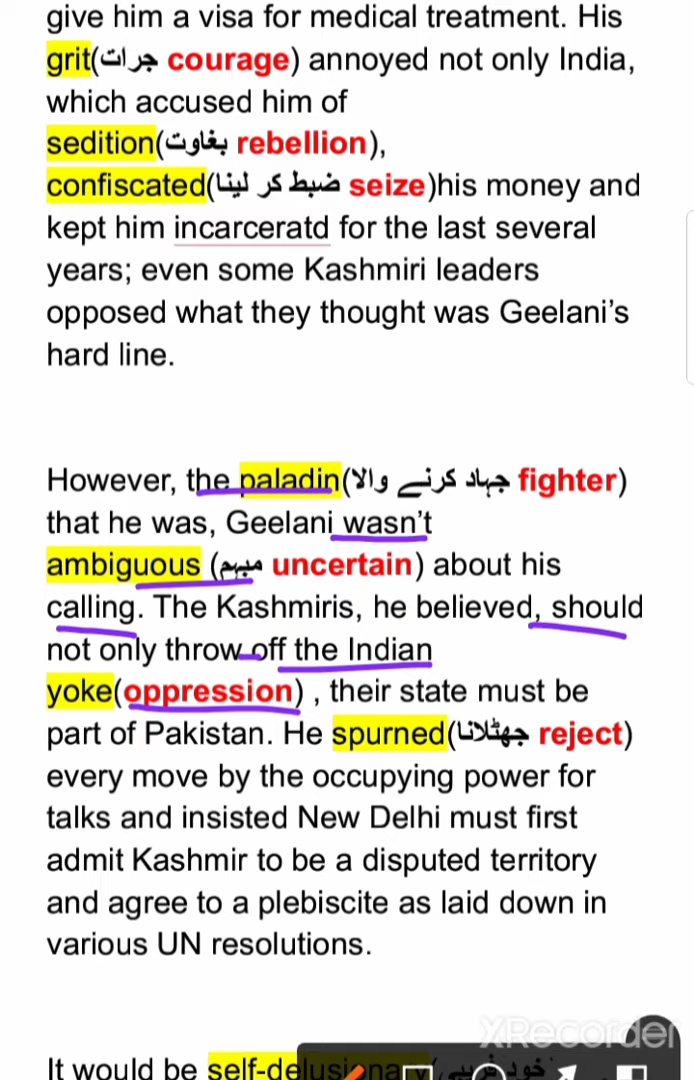 give him a visa for medical treatment. His
grit(جرات courage) annoyed not only India,
which accused him of
sedition(بغاوت rebellion),
confiscated(ضبط کر لینا seize)his money and
kept him incarceratd for the last several
years; even some Kashmiri leaders
opposed what they thought was Geelani's
hard line.
However, the paladin(جہاد کرنے والا fighter)
that he was, Geelani wasn't
ambiguous (مبہم uncertain) about his
calling. The Kashmiris, he believed, should
not only throw off the Indian
yoke(oppression) , their state must be
part of Pakistan. He spurned(جھٹلانا reject)
every move by the occupying power for
talks and insisted New Delhi must first
admit Kashmir to be a disputed territory
and agree to a plebiscite as laid down in
various UN resolutions.
XRecorder
It would be self-delusionary(